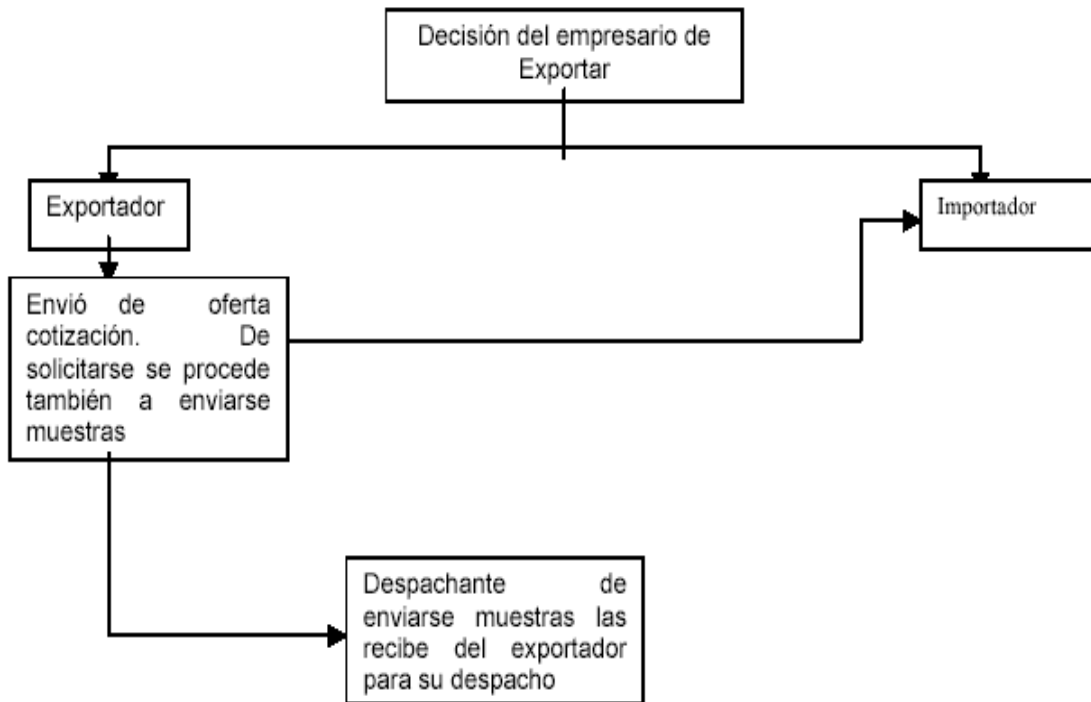 Decisión del empresario de
Exportar
Exportador
Importador
Envió de oferta
cotización. De
solicitarse se procede
también a enviarse
muestras
Despachante de
enviarse muestras las
recibe del exportador
para su despacho